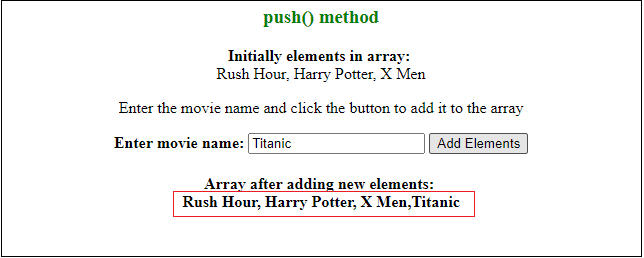 push() method
Initially elements in array:
Rush Hour, Harry Potter, X Men
Enter the movie name and click the button to add it to the array
Enter movie name: Titanic Add Elements
Array after adding new elements:
Rush Hour, Harry Potter, X Men,Titanic